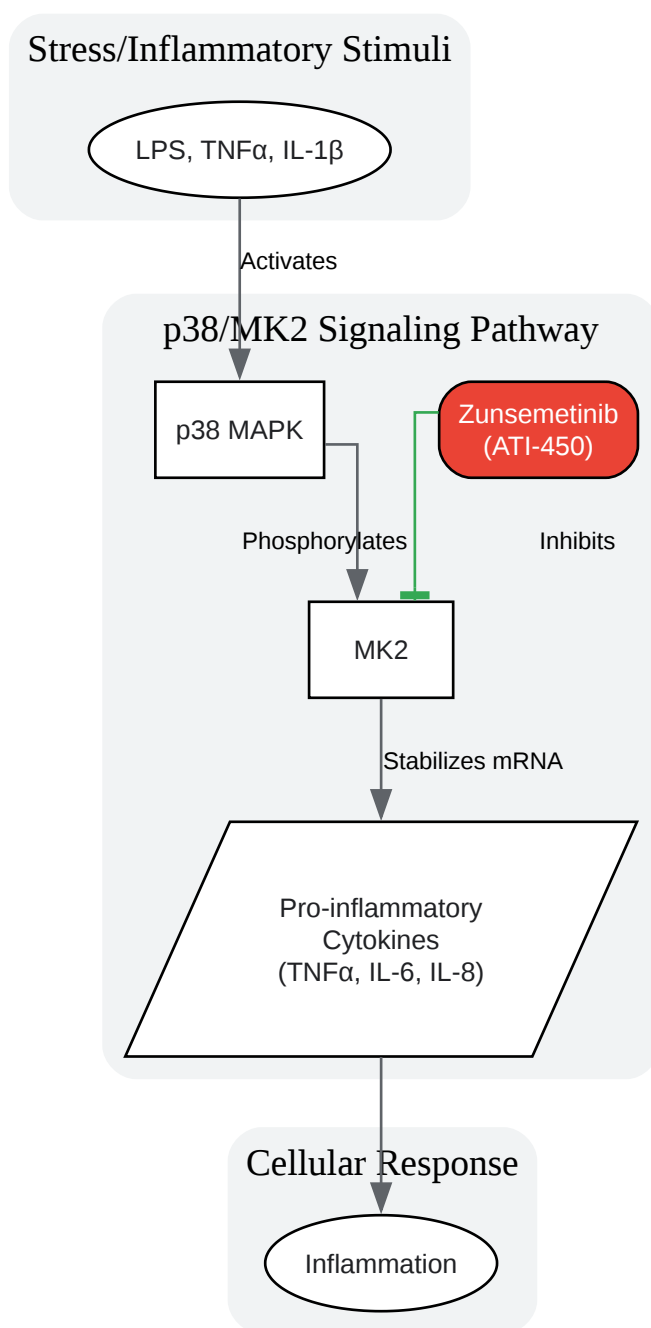 Stress/Inflammatory Stimuli
LPS, TNFα, IL-1β
Activates
p38/MK2 Signaling Pathway
p38 MAPK
Zunsemetinib
(ATI-450)
Phosphorylates
Inhibits
MK2
Stabilizes mRNA
Pro-inflammatory
Cytokines
(TNFα, IL-6, IL-8)
Cellular Response
Inflammation